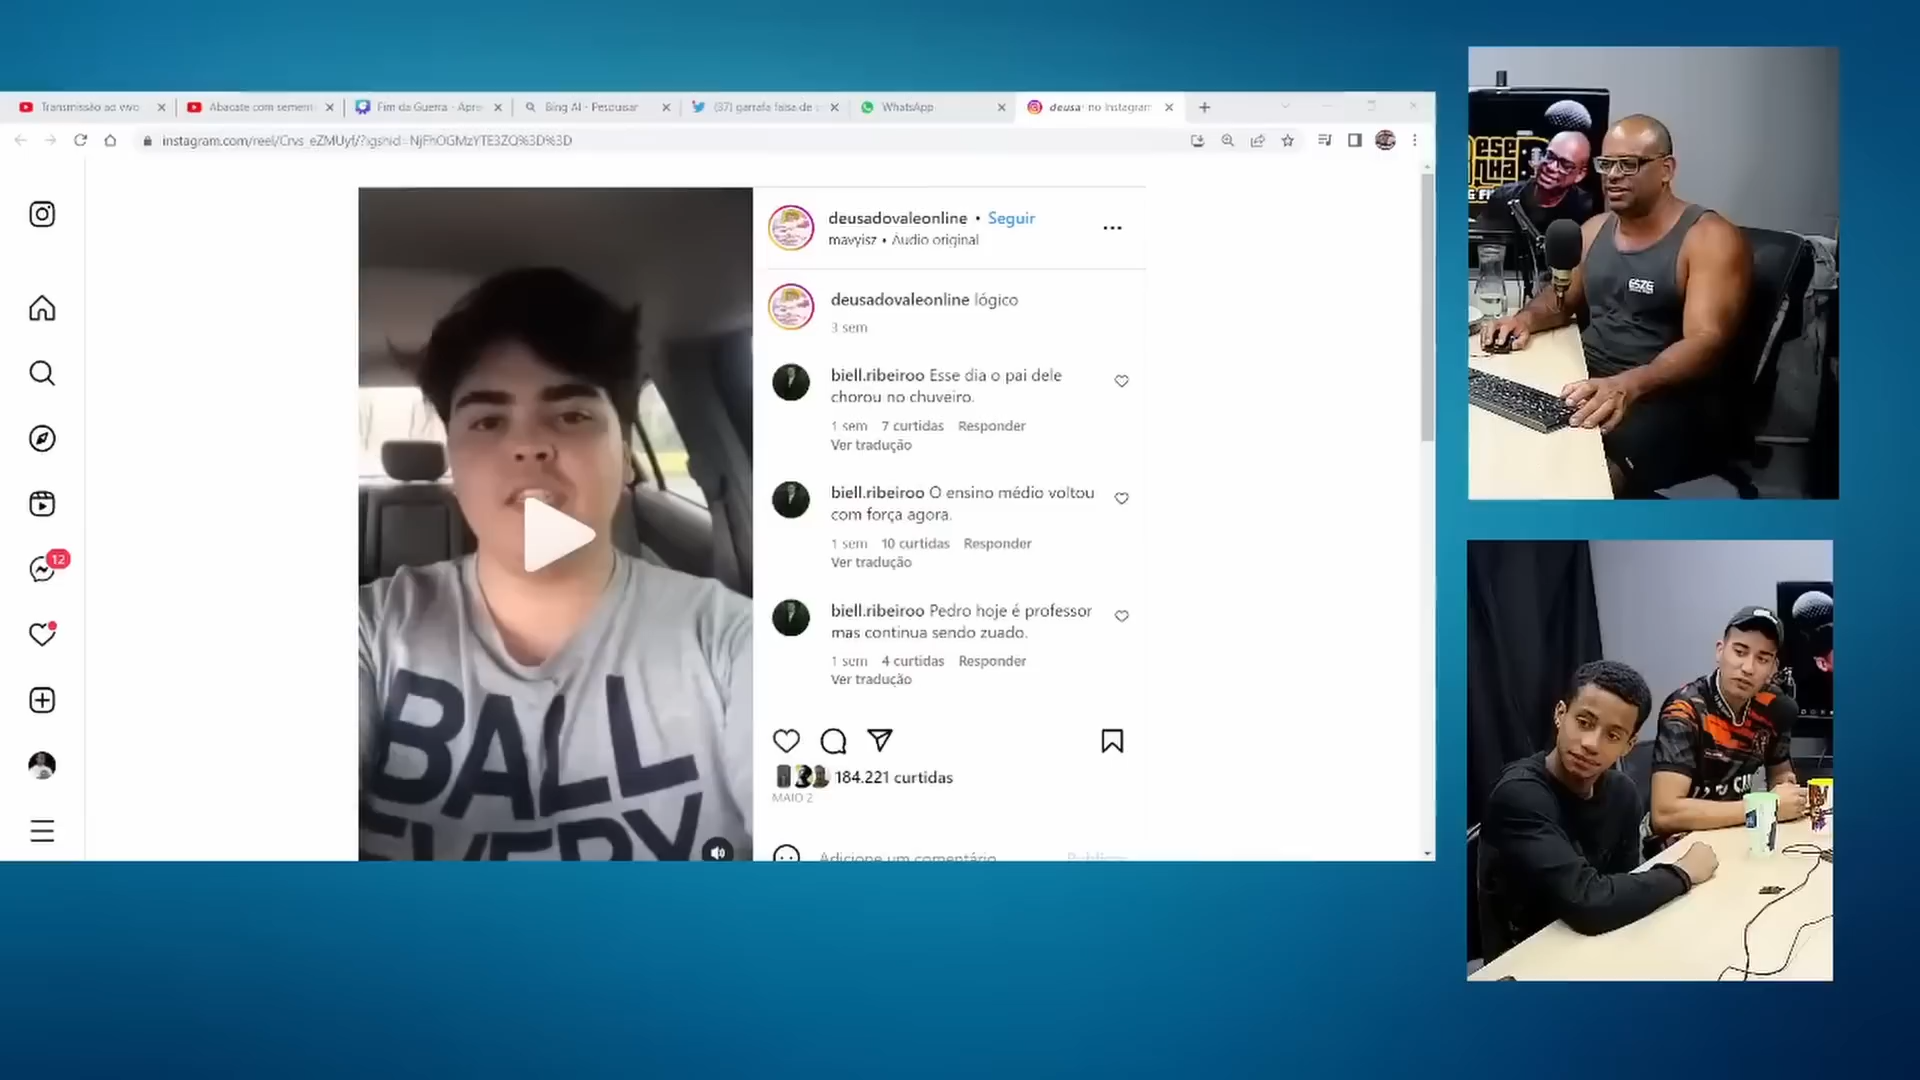 Transmissão ao vivo
Abacate com sement
Fim da Guerra - Apre
Bing AI - Pesquisar
(37) garrafa falsa de
WhatsApp
deusa no Instagram
instagram.com/reel/Crvs_eZMUyf/?igshid=NjFhOGMzYTE3ZQ%3D%3D
deusadovaleonline • Seguir
mavyisz • Áudio original
deusadovaleonline lógico
3 sem
biell.ribeiroo Esse dia o pai dele
chorou no chuveiro.
1 sem 7 curtidas Responder
Ver tradução
biell.ribeiroo O ensino médio voltou
com força agora.
1 sem 10 curtidas Responder
Ver tradução
biell.ribeiroo Pedro hoje é professor
mas continua sendo zuado.
1 sem 4 curtidas Responder
Ver tradução
184.221 curtidas
MAIO 2
Adicione um comentário
12
BALL
EVERY